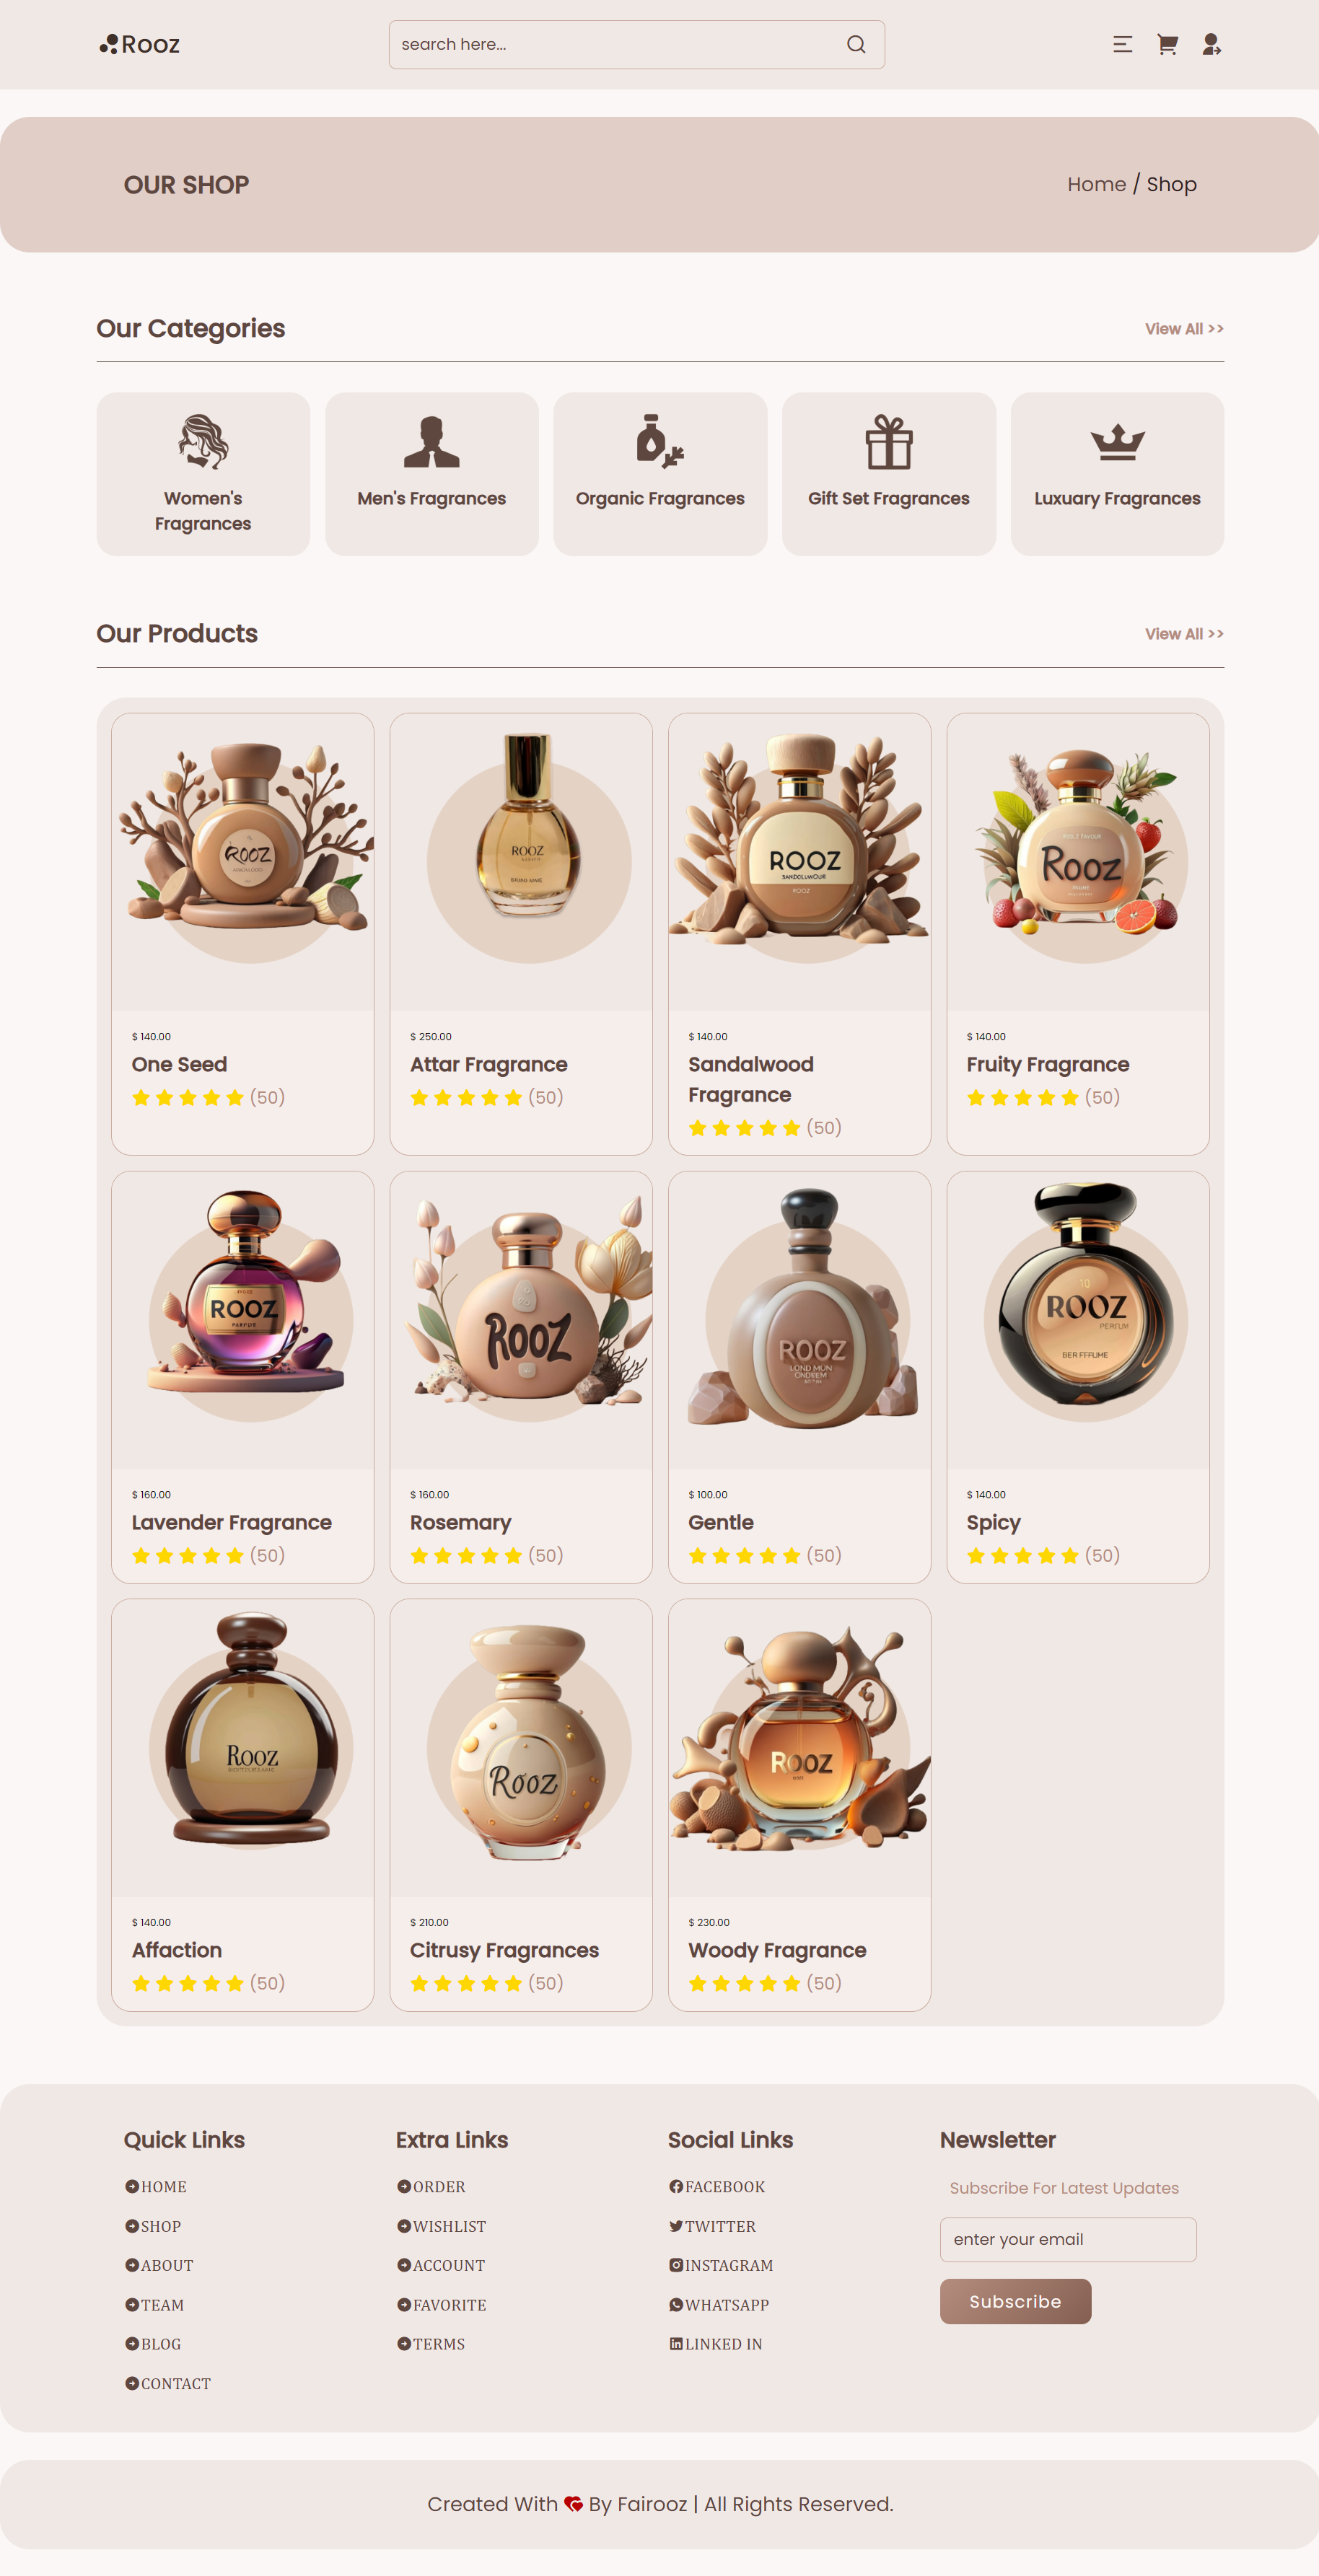 Rooz
search here...
OUR SHOP
Home / Shop
Our Categories
View All >>
Women's
Fragrances
Men's Fragrances
Organic Fragrances
Gift Set Fragrances
Luxuary Fragrances
Our Products
View All >>
ROOZ
ROOZ
ROOZ
ROOZ
Rooz
$ 140.00
One Seed
(50)
$ 250.00
Attar Fragrance
(50)
$ 140.00
Sandalwood
Fragrance
(50)
$ 140.00
Fruity Fragrance
(50)
ROOZ
ROOZ
ROOZ
LOND MUN
10
ROOZ
PERFUM
$ 160.00
Lavender Fragrance
(50)
$ 160.00
Rosemary
(50)
$ 100.00
Gentle
(50)
$ 140.00
Spicy
(50)
Rooz
Rooz
ROOZ
$ 140.00
Affaction
(50)
$ 210.00
Citrusy Fragrances
(50)
$ 230.00
Woody Fragrance
(50)
Quick Links
HOME
SHOP
ABOUT
TEAM
BLOG
CONTACT
Extra Links
ORDER
WISHLIST
ACCOUNT
FAVORITE
TERMS
Social Links
FACEBOOK
TWITTER
INSTAGRAM
WHATSAPP
LINKED IN
Newsletter
Subscribe For Latest Updates
enter your email
Subscribe
Created With By Fairooz | All Rights Reserved.